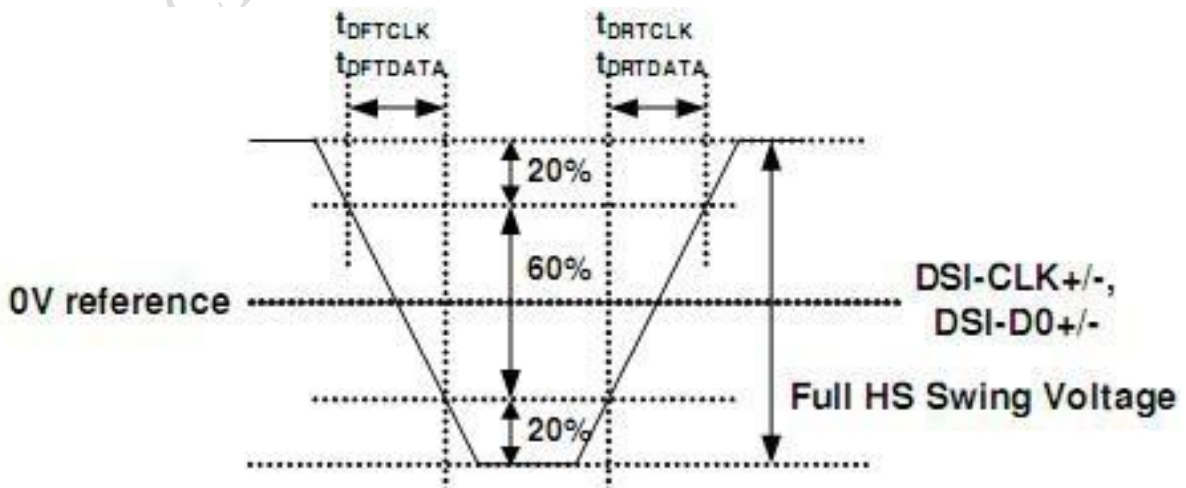 tDFTCLK
tDFTDATA
tDRTCLK
tDRTDATA
20%
60%
0V reference
DSI-CLK+/-,
DSI-D0+/-
Full HS Swing Voltage
20%